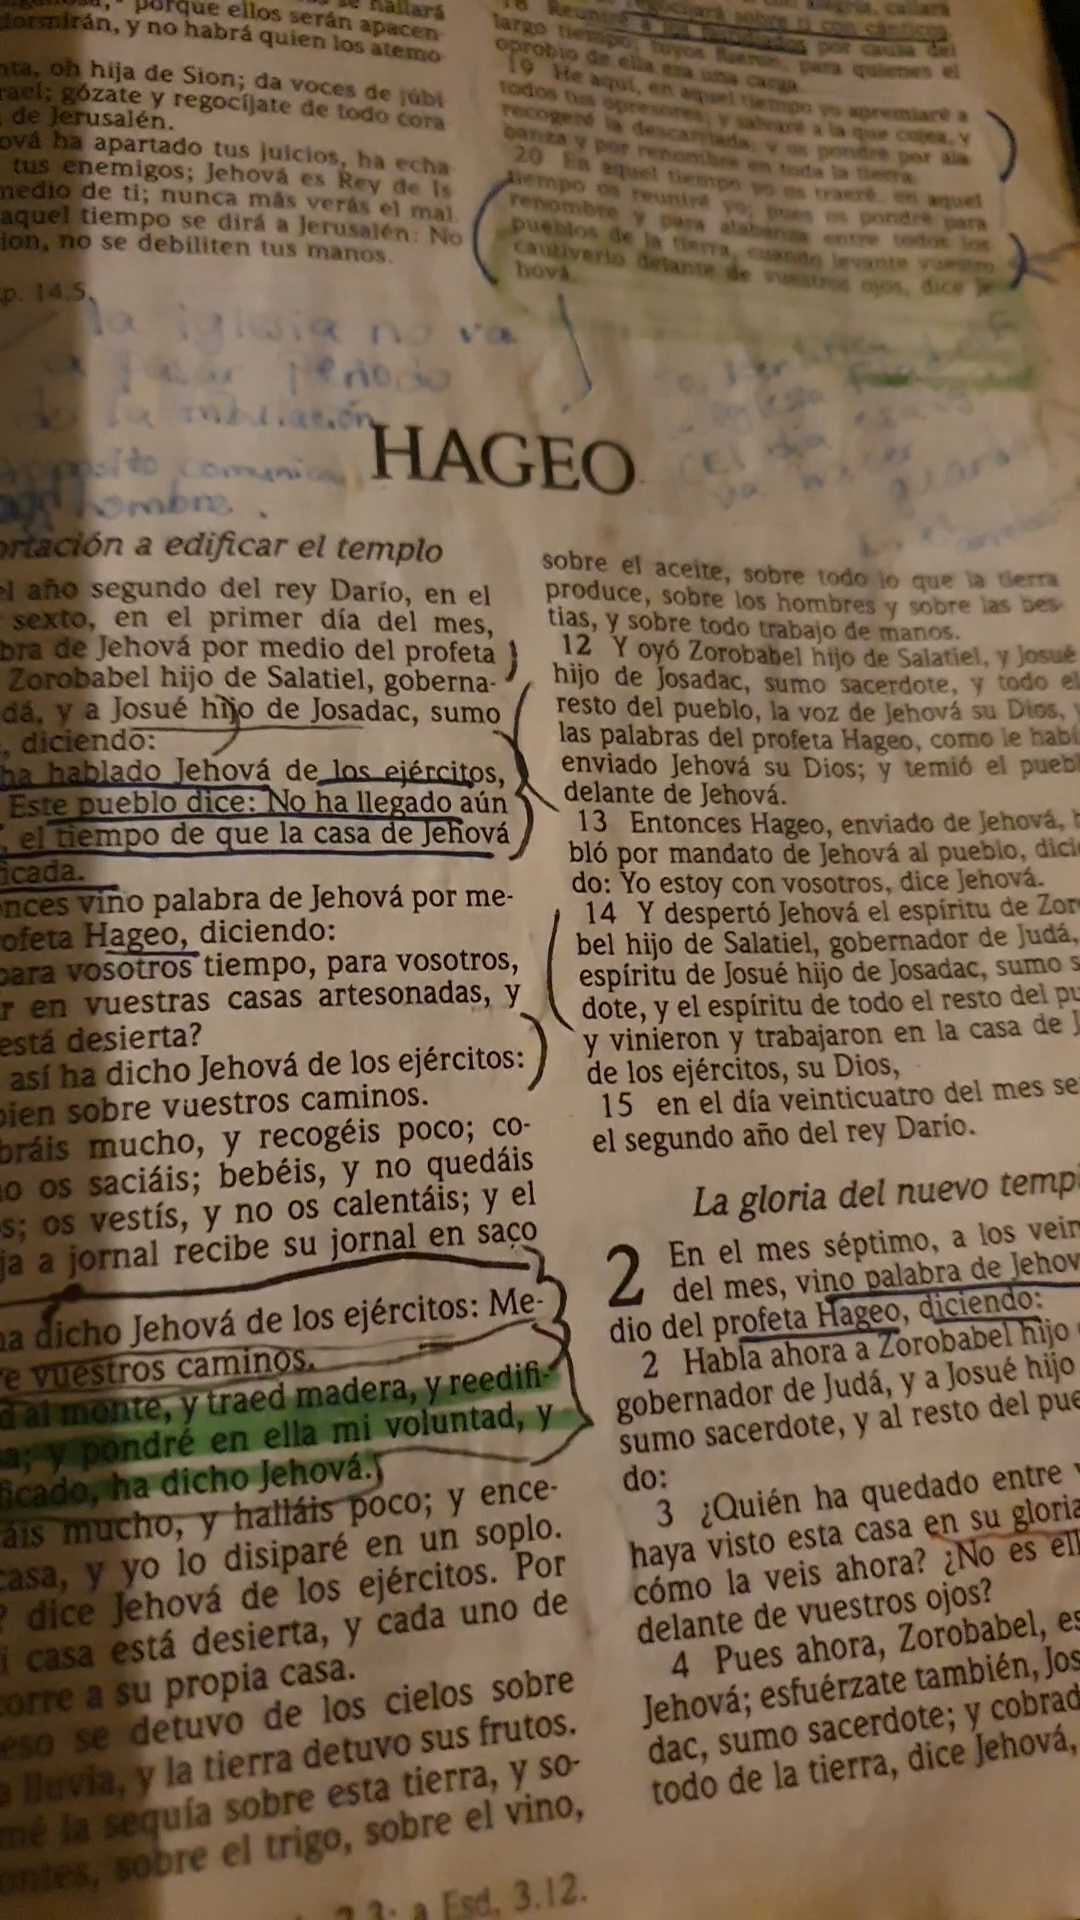 porque ellos serán apacen
dormirán, y no habrá quien los atemo
nta, oh hija de Sion; da voces de júbi
rael; gózate y regocíjate de todo cora
de Jerusalén.
ová ha apartado tus juicios, ha echa
tus enemigos; Jehová es Rey de Is
medio de ti; nunca más verás el mal.
aquel tiempo se dirá a Jerusalén: No
ion, no se debiliten tus manos.
p. 14.5.
18 Reuniré a los fastidiados por causa del
largo tiempo; tuyos fueron, para quienes el
oprobio de ella era una carga.
19 He aquí, en aquel tiempo yo apremiaré a
todos tus opresores; y salvaré a la que cojea, y
recogeré la descarriada; y os pondré por ala
banza y por renombre en toda la tierra.
20 En aquel tiempo yo os traeré, en aquel
tiempo os reuniré yo; pues os pondré para
renombre y para alabanza entre todos los
pueblos de la tierra, cuando levante vuestro
cautiverio delante de vuestros ojos, dice Je
hová.
la iglesia no va
a pasar periodo
de la tribulación
comunica
hombre.
HAGEO
ortación a edificar el templo
el año segundo del rey Darío, en el
sexto, en el primer día del mes,
bra de Jehová por medio del profeta
Zorobabel hijo de Salatiel, goberna-
dá, y a Josué hijo de Josadac, sumo
, diciendo:
ha hablado Jehová de los ejércitos,
Este pueblo dice: No ha llegado aún
, el tiempo de que la casa de Jehová
icada.
nces vino palabra de Jehová por me-
ofeta Hageo, diciendo:
para vosotros tiempo, para vosotros,
r en vuestras casas artesonadas, y
está desierta?
así ha dicho Jehová de los ejércitos:
bien sobre vuestros caminos.
bráis mucho, y recogéis poco; co-
no os saciáis; bebéis, y no quedáis
os; os vestís, y no os calentáis; y el
ja a jornal recibe su jornal en saco
ha dicho Jehová de los ejércitos: Me-
e vuestros caminos.
d al monte, y traed madera, y reedifi-
a; y pondré en ella mi voluntad, y
ficado, ha dicho Jehová.
áis mucho, y halláis poco; y ence-
casa, y yo lo disiparé en un soplo.
? dice Jehová de los ejércitos. Por
i casa está desierta, y cada uno de
corre a su propia casa.
eso se detuvo de los cielos sobre
a lluvia, y la tierra detuvo sus frutos.
mé la sequía sobre esta tierra, y so-
ontes, sobre el trigo, sobre el vino,
sobre el aceite, sobre todo lo que la tierra
produce, sobre los hombres y sobre las bes-
tias, y sobre todo trabajo de manos.
12 Y oyó Zorobabel hijo de Salatiel, y Josué
hijo de Josadac, sumo sacerdote, y todo el
resto del pueblo, la voz de Jehová su Dios, y
las palabras del profeta Hageo, como le habí
enviado Jehová su Dios; y temió el puebl
delante de Jehová.
13 Entonces Hageo, enviado de Jehová, h
bló por mandato de Jehová al pueblo, dici
do: Yo estoy con vosotros, dice Jehová.
14 Y despertó Jehová el espíritu de Zor
bel hijo de Salatiel, gobernador de Judá,
espíritu de Josué hijo de Josadac, sumo s
dote, y el espíritu de todo el resto del pu
y vinieron y trabajaron en la casa de J
de los ejércitos, su Dios,
15 en el día veinticuatro del mes se
el segundo año del rey Darío.
La gloria del nuevo templ
2 En el mes séptimo, a los vein
del mes, vino palabra de Jehov
dio del profeta Hageo, diciendo:
2 Habla ahora a Zorobabel hijo
gobernador de Judá, y a Josué hijo
sumo sacerdote, y al resto del pue
do:
3 ¿Quién ha quedado entre v
haya visto esta casa en su gloria
cómo la veis ahora? ¿No es ell
delante de vuestros ojos?
4 Pues ahora, Zorobabel, es
Jehová; esfuérzate también, Jos
dac, sumo sacerdote; y cobrad
todo de la tierra, dice Jehová,
2.3: a Esd. 3.12.